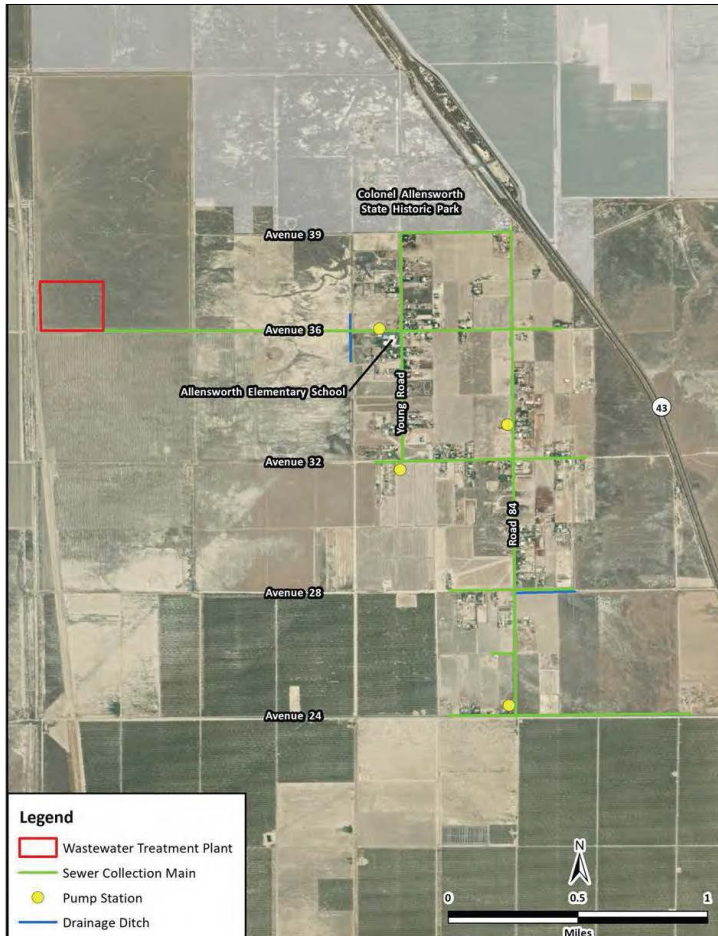 Colonel Allensworth
State Historic Park
Avenue 39
Avenue 36
Allensworth Elementary School
Young Road
43
Avenue 32
Road 84
Avenue 28
Avenue 24
Legend
Wastewater Treatment Plant
Sewer Collection Main
Pump Station
Drainage Ditch
N
0 0.5 1
Miles